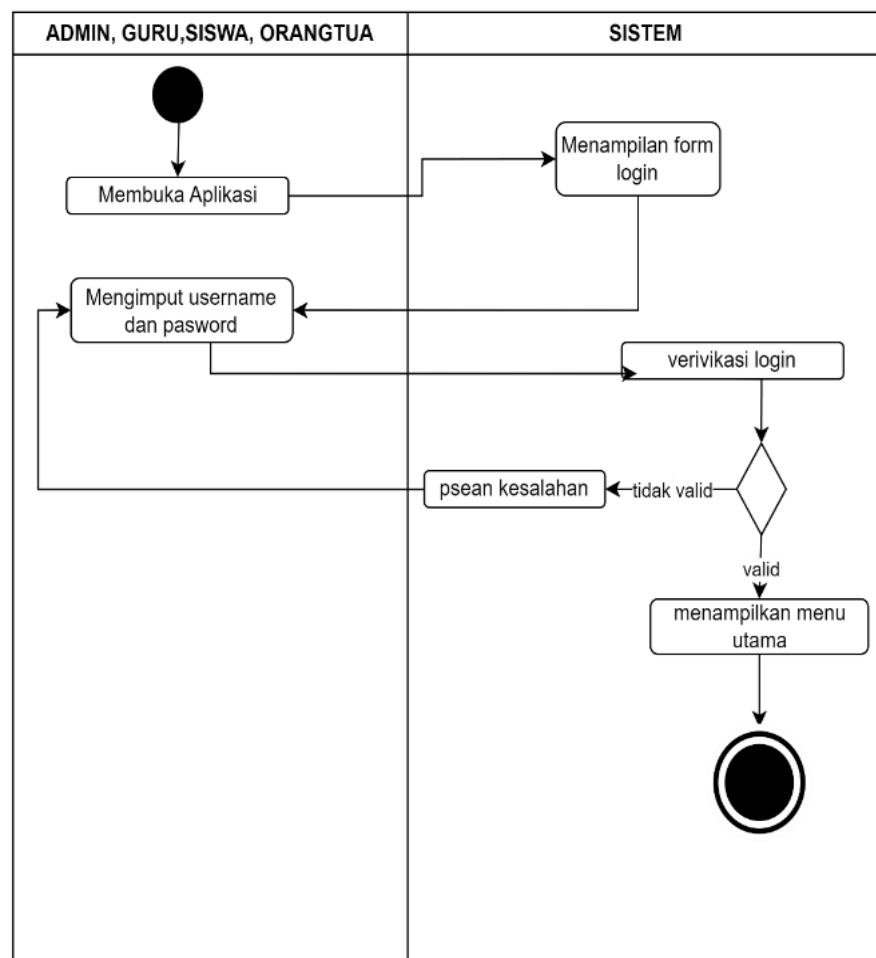 ADMIN, GURU,SISWA, ORANGTUA
SISTEM
Menampilan form
login
Membuka Aplikasi
Mengimput username
dan pasword
verivikasi login
psean kesalahan
tidak valid
valid
menampilkan menu
utama